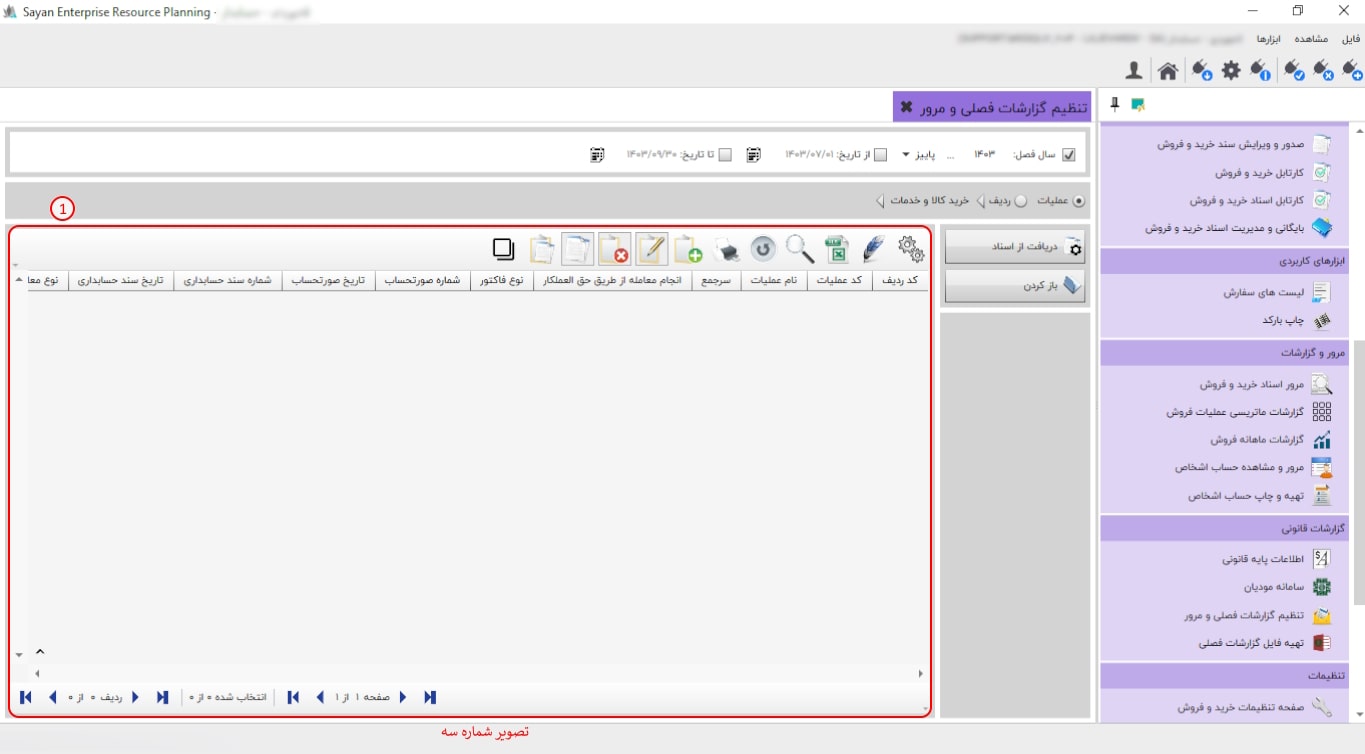 Sayan Enterprise Resource Planning -
فایل مشاهده ابزارها
تنظیم گزارشات فصلی و مرور
سال فصل: ۱۴۰۳ ... پاییز از تاریخ: ۱۴۰۳/۰۷/۰۱ تا تاریخ: ۱۴۰۳/۰۹/۳۰
عملیات ردیف خرید کالا و خدمات
1
دریافت از اسناد
باز کردن
کد ردیف کد عملیات نام عملیات سرجمع انجام معامله از طریق حق العملکار نوع فاکتور شماره صورتحساب تاریخ صورتحساب شماره سند حسابداری تاریخ سند حسابداری نوع معا
ردیف ۰ از ۰ انتخاب شده ۰ از ۰ صفحه ۱ از ۱
تصویر شماره سه
صدور و ویرایش سند خرید و فروش
کارتابل خرید و فروش
کارتابل اسناد خرید و فروش
بایگانی و مدیریت اسناد خرید و فروش
ابزارهای کاربردی
لیست های سفارش
چاپ بارکد
مرور و گزارشات
مرور اسناد خرید و فروش
گزارشات ماتریسی عملیات فروش
گزارشات ماهانه فروش
مرور و مشاهده حساب اشخاص
تهیه و چاپ حساب اشخاص
گزارشات قانونی
اطلاعات پایه قانونی
سامانه مودیان
تنظیم گزارشات فصلی و مرور
تهیه فایل گزارشات فصلی
تنظیمات
صفحه تنظیمات خرید و فروش